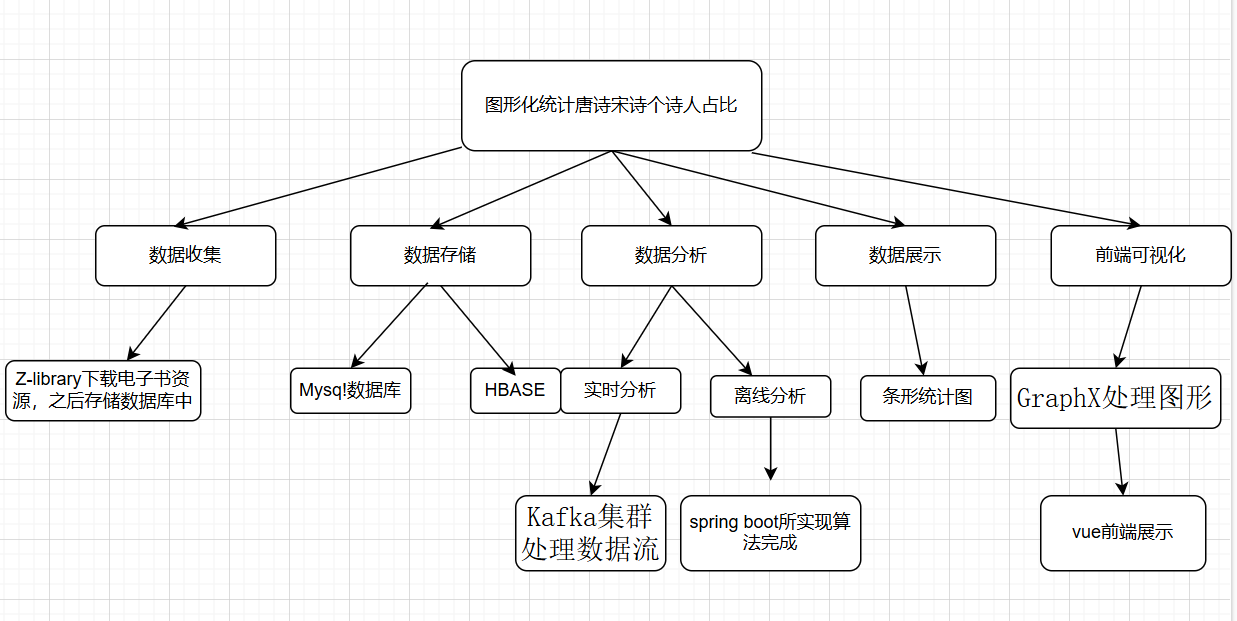 图形化统计唐诗宋诗个诗人占比
数据收集
数据存储
数据分析
数据展示
前端可视化
Z-library下载电子书资
源，之后存储数据库中
Mysq!数据库
HBASE
实时分析
离线分析
条形统计图
GraphX处理图形
Kafka集群
处理数据流
spring boot所实现算
法完成
vue前端展示